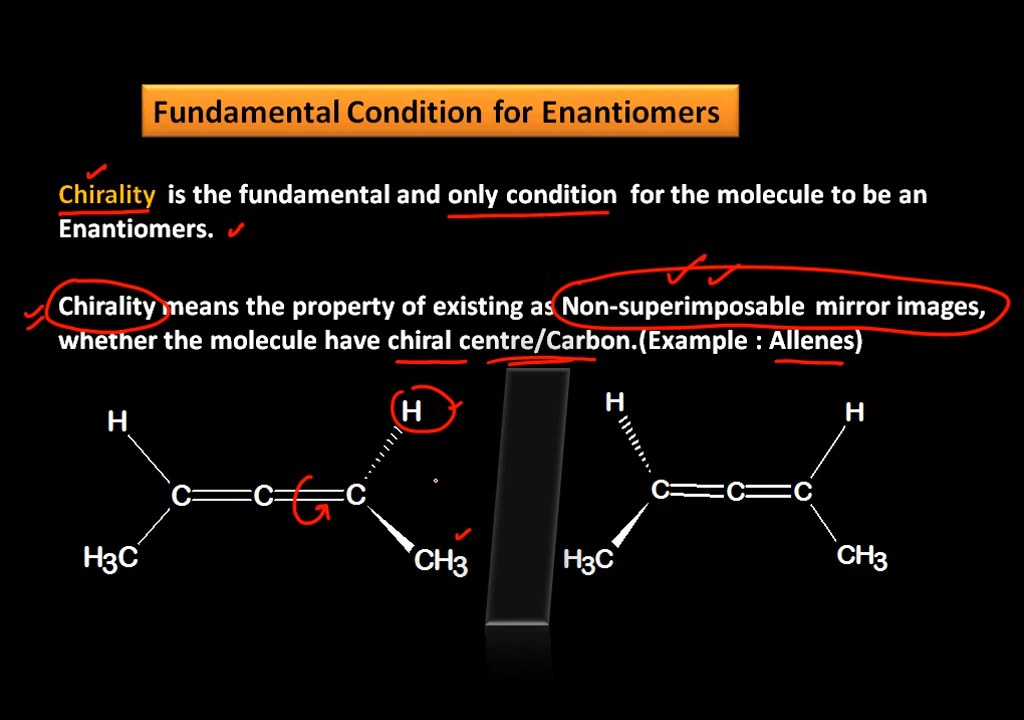 Fundamental Condition for Enantiomers
Chirality is the fundamental and only condition for the molecule to be an
Enantiomers.
Chirality means the property of existing as Non-superimposable mirror images,
whether the molecule have chiral centre/Carbon.(Example : Allenes)
H H H H
C C C C C C
H3C CH3 H3C CH3